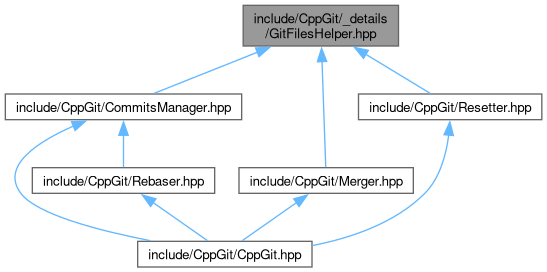 include/CppGit/_details
/GitFilesHelper.hpp
include/CppGit/CommitsManager.hpp
include/CppGit/Resetter.hpp
include/CppGit/Rebaser.hpp
include/CppGit/Merger.hpp
include/CppGit/CppGit.hpp